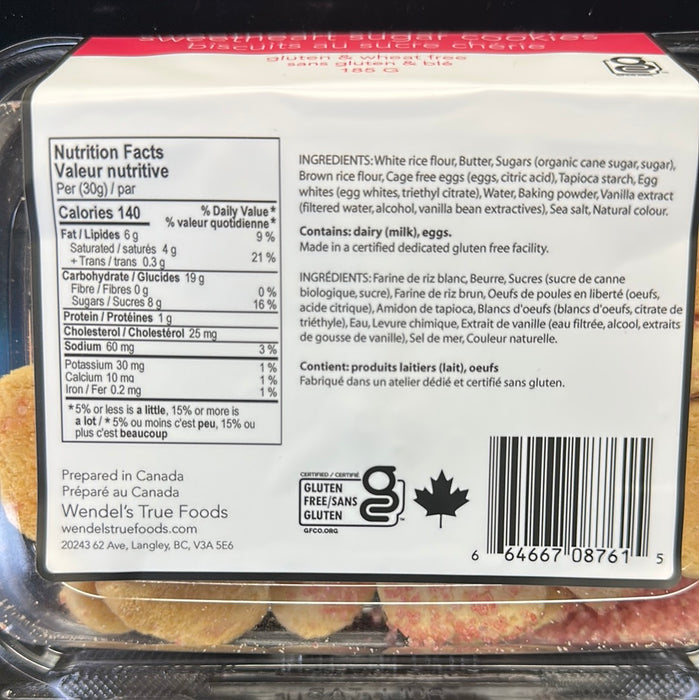 sweetheart sugar cookies
biscuits au sucre chérie
gluten & wheat free
sans gluten & blé
185 G
Nutrition Facts
Valeur nutritive
Per (30g) / par
Calories 140
% Daily Value*
% valeur quotidienne*
Fat / Lipides 6 g 9 %
Saturated / saturés 4 g
+ Trans / trans 0.3 g 21 %
Carbohydrate / Glucides 19 g
Fibre / Fibres 0 g 0 %
Sugars / Sucres 8 g 16 %
Protein / Protéines 1 g
Cholesterol / Cholestérol 25 mg
Sodium 60 mg 3 %
Potassium 30 mg 1 %
Calcium 10 mg 1 %
Iron / Fer 0.2 mg 1 %
*5% or less is a little, 15% or more is
a lot / * 5% ou moins c'est peu, 15% ou
plus c'est beaucoup
INGREDIENTS: White rice flour, Butter, Sugars (organic cane sugar, sugar),
Brown rice flour, Cage free eggs (eggs, citric acid), Tapioca starch, Egg
whites (egg whites, triethyl citrate), Water, Baking powder, Vanilla extract
(filtered water, alcohol, vanilla bean extractives), Sea salt, Natural colour.
Contains: dairy (milk), eggs.
Made in a certified dedicated gluten free facility.
INGRÉDIENTS: Farine de riz blanc, Beurre, Sucres (sucre de canne
biologique, sucre), Farine de riz brun, Oeufs de poules en liberté (oeufs,
acide citrique), Amidon de tapioca, Blancs d'oeufs (blancs d'oeufs, citrate de
triéthyle), Eau, Levure chimique, Extrait de vanille (eau filtrée, alcool, extraits
de gousse de vanille), Sel de mer, Couleur naturelle.
Contient: produits laitiers (lait), oeufs
Fabriqué dans un atelier dédié et certifié sans gluten.
Prepared in Canada
Préparé au Canada
Wendel's True Foods
wendelstruefoods.com
20243 62 Ave, Langley, BC, V3A 5E6
CERTIFIED / CERTIFIÉ
GLUTEN
FREE/SANS
GLUTEN
GFCO.ORG
6 64667 08761 5